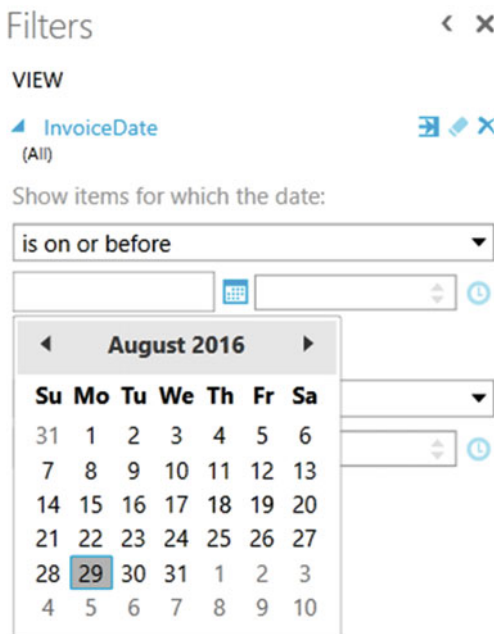 Filters
VIEW
InvoiceDate
(All)
Show items for which the date:
is on or before
August 2016
Su Mo Tu We Th Fr Sa
31 1 2 3 4 5 6
7 8 9 10 11 12 13
14 15 16 17 18 19 20
21 22 23 24 25 26 27
28 29 30 31 1 2 3
4 5 6 7 8 9 10